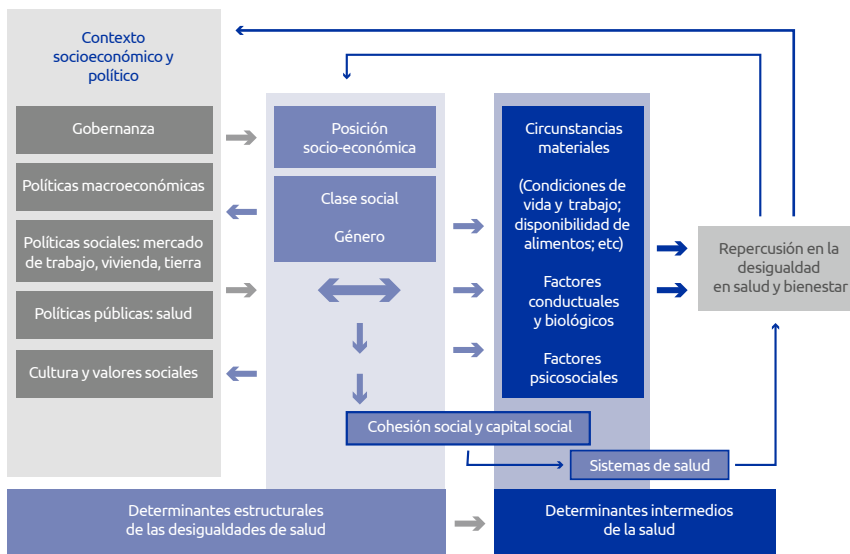 Contexto
socioeconómico y
político
Gobernanza
Políticas macroeconómicas
Políticas sociales: mercado
de trabajo, vivienda, tierra
Políticas públicas: salud
Cultura y valores sociales
Posición
socio-económica
Clase social
Género
Circunstancias
materiales
(Condiciones de
vida y trabajo;
disponibilidad de
alimentos; etc)
Factores
conductuales
y biológicos
Factores
psicosociales
Repercusión en la
desigualdad
en salud y bienestar
Cohesión social y capital social
Sistemas de salud
Determinantes estructurales
de las desigualdades de salud
Determinantes intermedios
de la salud